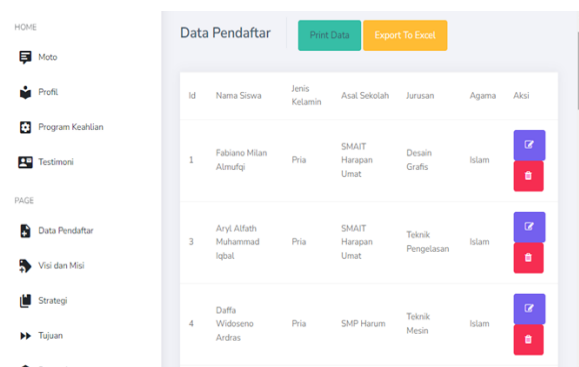 HOME
Moto
Profil
Program Keahlian
Testimoni
PAGE
Data Pendaftar
Visi dan Misi
Strategi
Tujuan
Data Pendaftar
Print Data
Export To Excel
Id
Nama Siswa
Jenis
Kelamin
Asal Sekolah
Jurusan
Agama
Aksi
1
Fabiano Milan
Almufqi
Pria
SMAIT
Harapan
Umat
Desain
Grafis
Islam
3
Aryl Alfath
Muhammad
Iqbal
Pria
SMAIT
Harapan
Umat
Teknik
Pengelasan
Islam
4
Daffa
Widoseno
Ardras
Pria
SMP Harum
Teknik
Mesin
Islam